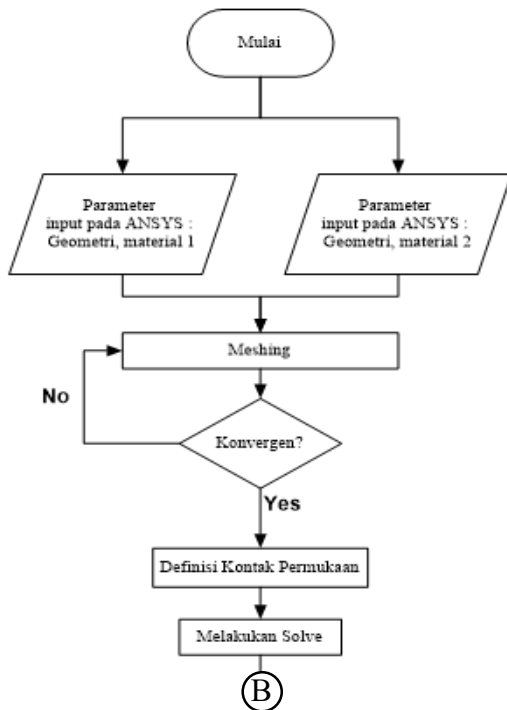 Mulai
Parameter
input pada ANSYS :
Geometri, material 1
Parameter
input pada ANSYS :
Geometri, material 2
Meshing
No
Konvergen?
Yes
Definisi Kontak Permukaan
Melakukan Solve
B